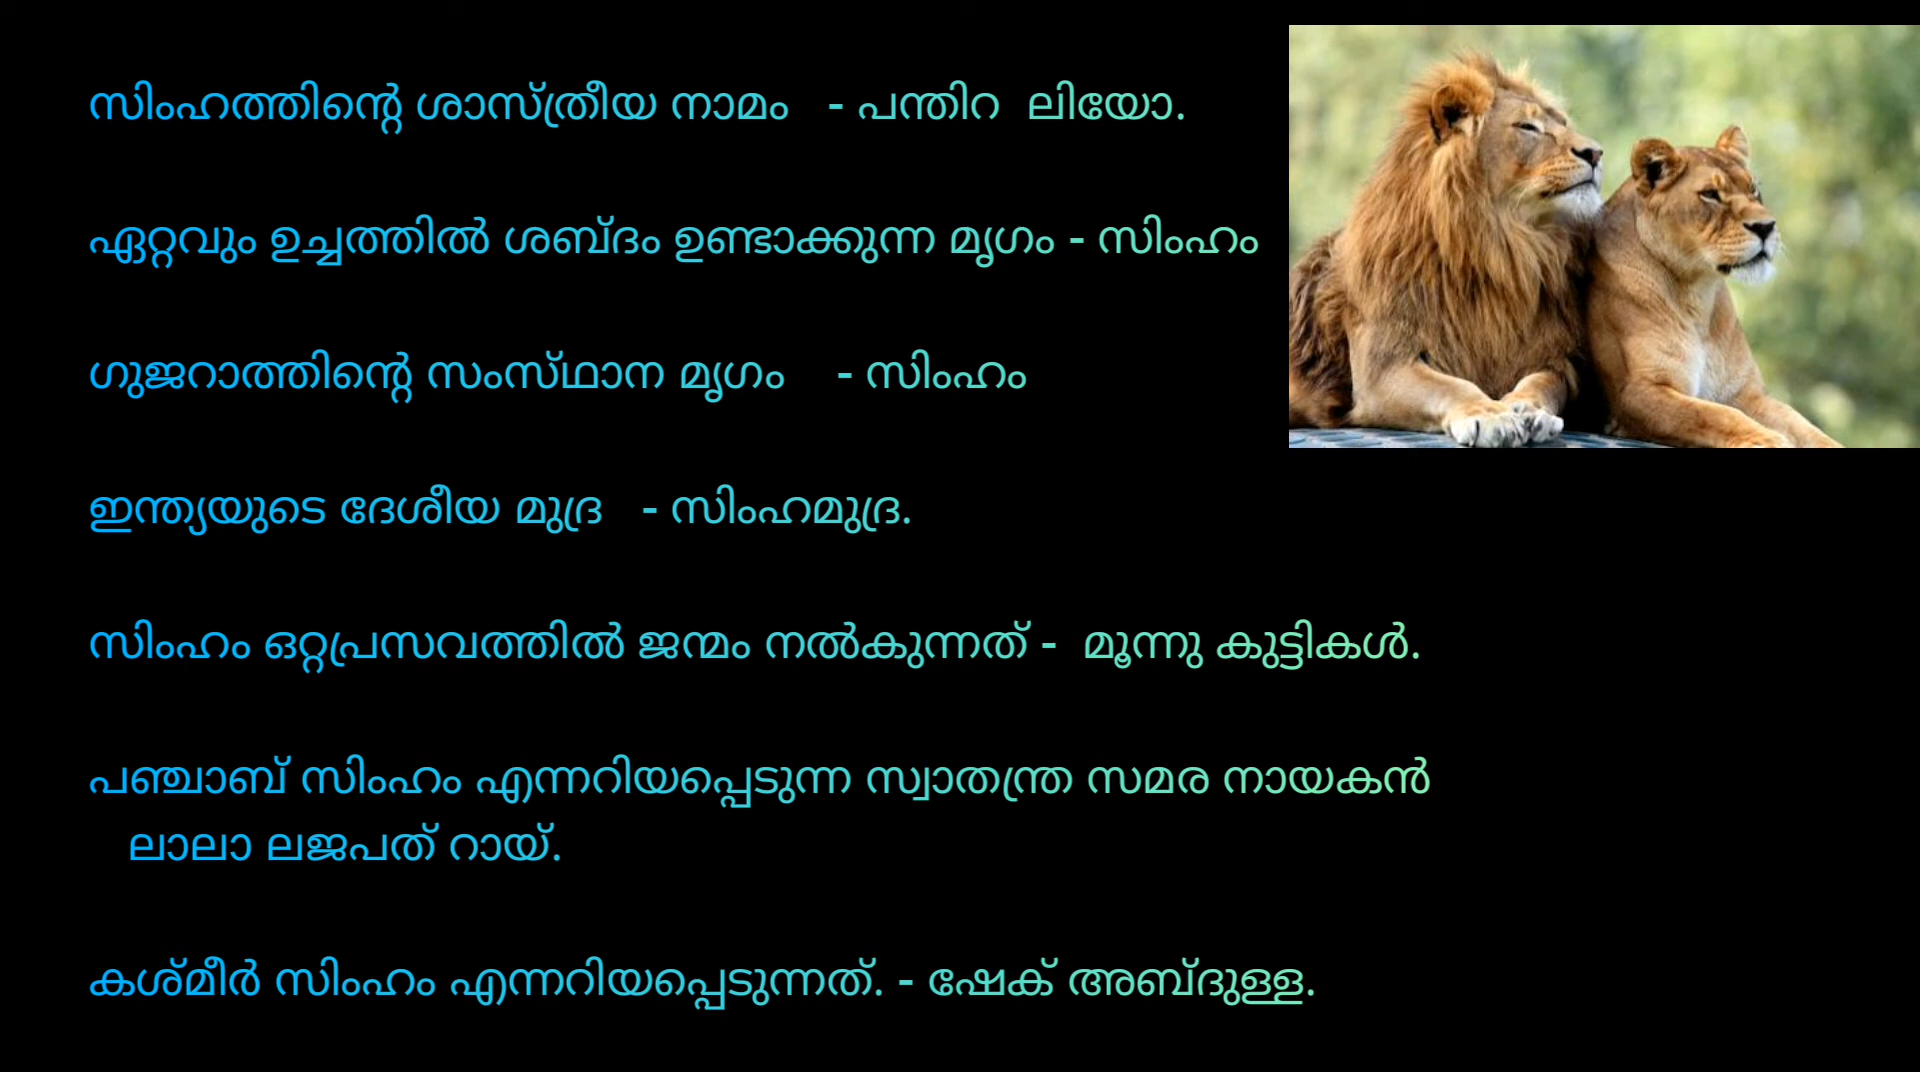 സിംഹത്തിന്റെ ശാസ്ത്രീയ നാമം - പന്തിറ ലിയോ.
ഏറ്റവും ഉച്ചത്തിൽ ശബ്ദം ഉണ്ടാക്കുന്ന മൃഗം - സിംഹം
ഗുജറാത്തിന്റെ സംസ്ഥാന മൃഗം - സിംഹം
ഇന്ത്യയുടെ ദേശീയ മുദ്ര - സിംഹമുദ്ര.
സിംഹം ഒറ്റപ്രസവത്തിൽ ജന്മം നൽകുന്നത് - മൂന്നു കുട്ടികൾ.
പഞ്ചാബ് സിംഹം എന്നറിയപ്പെടുന്ന സ്വാതന്ത്ര സമര നായകൻ
ലാലാ ലജപത് റായ്.
കശ്മീർ സിംഹം എന്നറിയപ്പെടുന്നത്. - ഷേക് അബ്ദുള്ള.